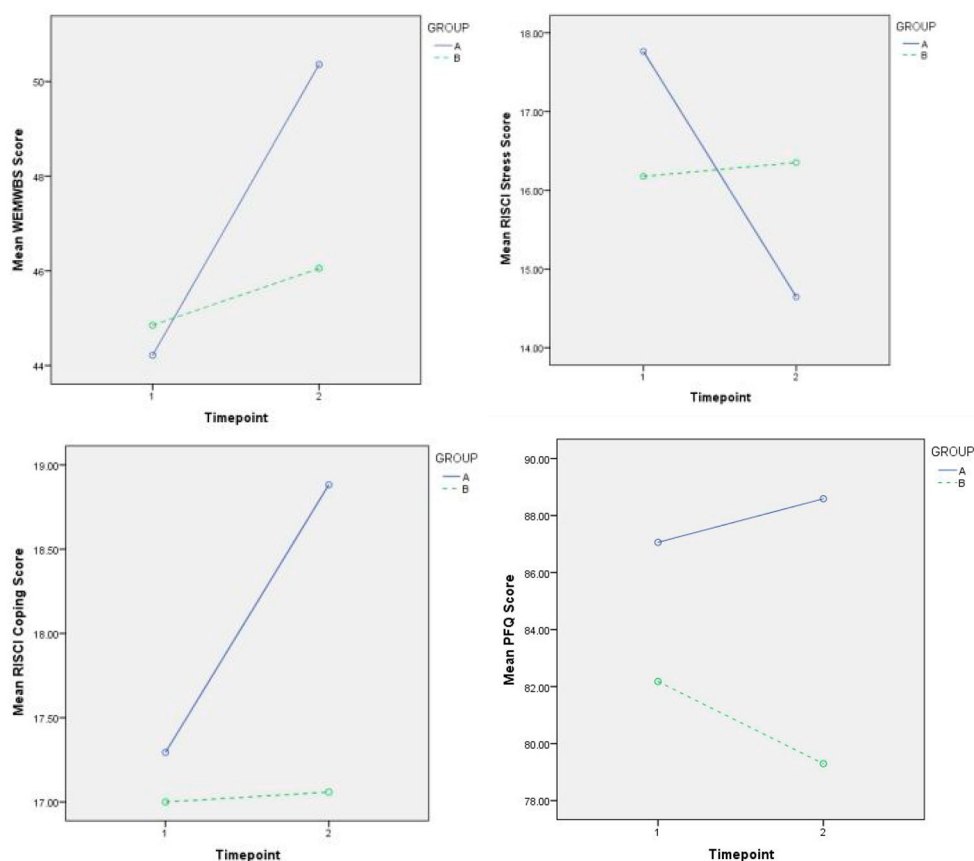 GROUP
A
B
Mean WEMWBS Score
50
48
46
44
1
2
Timepoint
GROUP
A
B
Mean RISCI Stress Score
18.00
17.00
16.00
15.00
14.00
1
2
Timepoint
GROUP
A
B
Mean RISCI Coping Score
19.00
18.50
18.00
17.50
17.00
1
2
Timepoint
GROUP
A
B
Mean PFQ Score
90.00
88.00
86.00
84.00
82.00
80.00
78.00
1
2
Timepoint